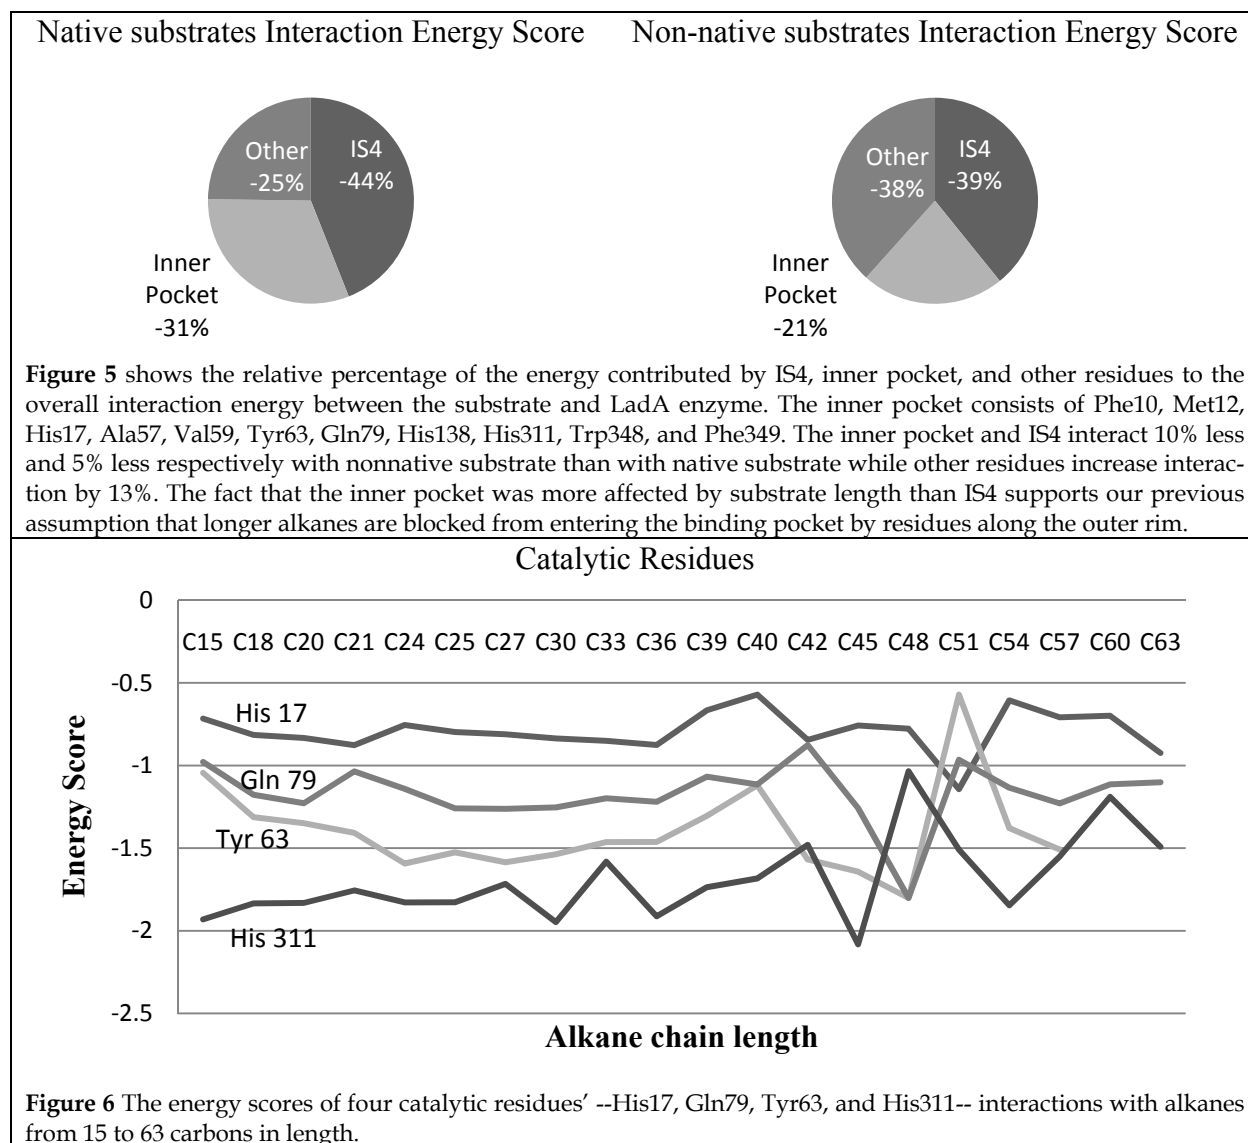 Native substrates Interaction Energy Score
Non-native substrates Interaction Energy Score
Other
-25%
IS4
-44%
Inner
Pocket
-31%
Other
-38%
IS4
-39%
Inner
Pocket
-21%
Figure 5 shows the relative percentage of the energy contributed by IS4, inner pocket, and other residues to the
overall interaction energy between the substrate and LadA enzyme. The inner pocket consists of Phe10, Met12,
His17, Ala57, Val59, Tyr63, Gln79, His138, His311, Trp348, and Phe349. The inner pocket and IS4 interact 10% less
and 5% less respectively with nonnative substrate than with native substrate while other residues increase interac-
tion by 13%. The fact that the inner pocket was more affected by substrate length than IS4 supports our previous
assumption that longer alkanes are blocked from entering the binding pocket by residues along the outer rim.
Catalytic Residues
0
C15 C18 C20 C21 C24 C25 C27 C30 C33 C36 C39 C40 C42 C45 C48 C51 C54 C57 C60 C63
-0.5
His 17
-1
Gln 79
Tyr 63
-1.5
His 311
-2
-2.5
Energy Score
Alkane chain length
Figure 6 The energy scores of four catalytic residues' --His17, Gln79, Tyr63, and His311-- interactions with alkanes
from 15 to 63 carbons in length.